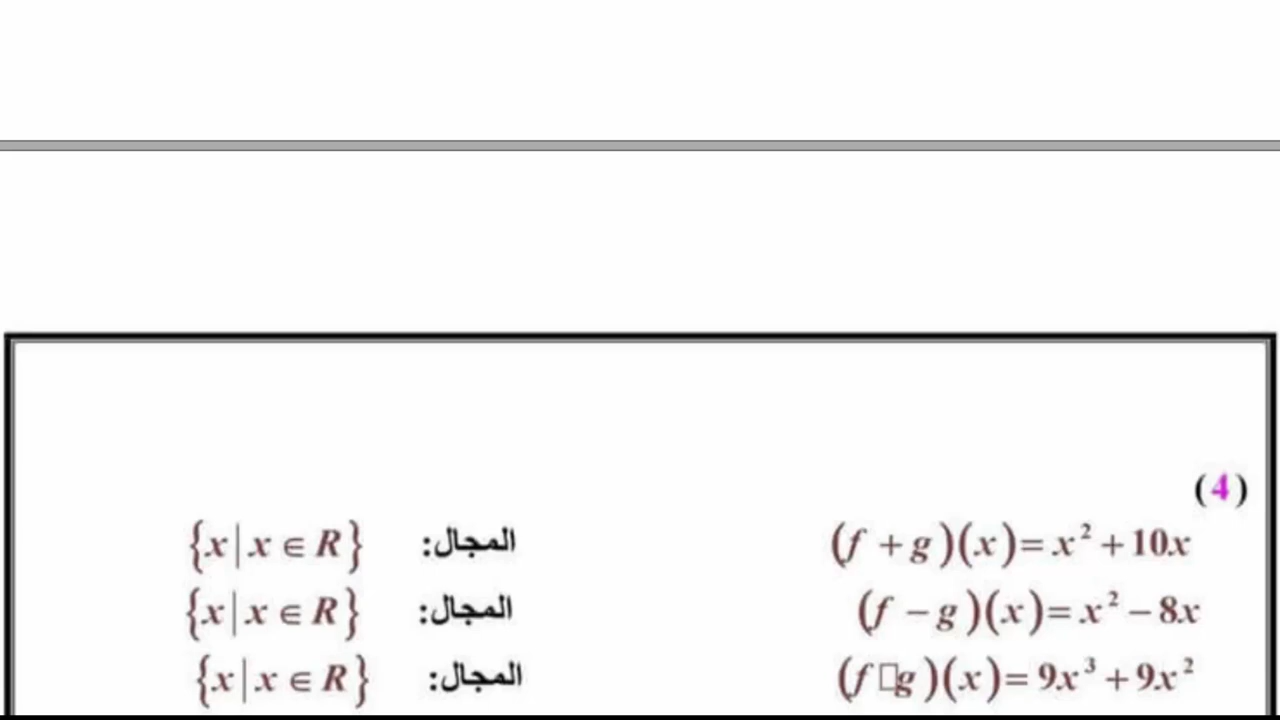 (4)
(f + g)(x) = x² + 10x المجال: {x | x ∈ R}
(f − g)(x) = x² − 8x المجال: {x | x ∈ R}
(f □ g)(x) = 9x³ + 9x² المجال: {x | x ∈ R}